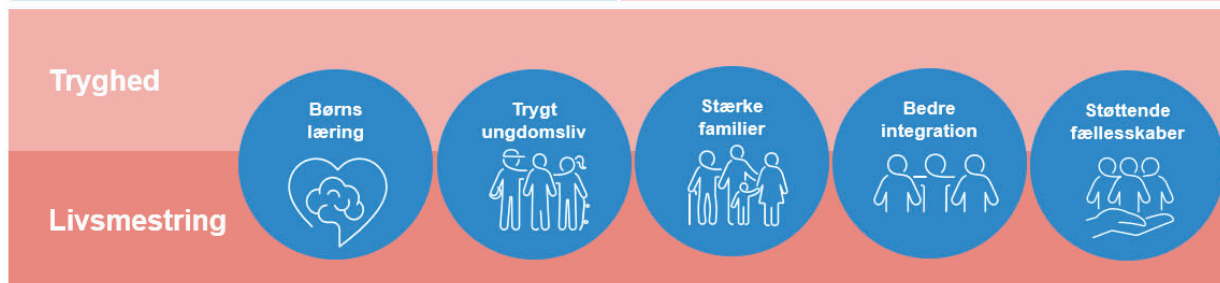 Tryghed
Børns
læring
Trygt
ungdomsliv
Stærke
familier
Bedre
integration
Støttende
fællesskaber
Livsmestring